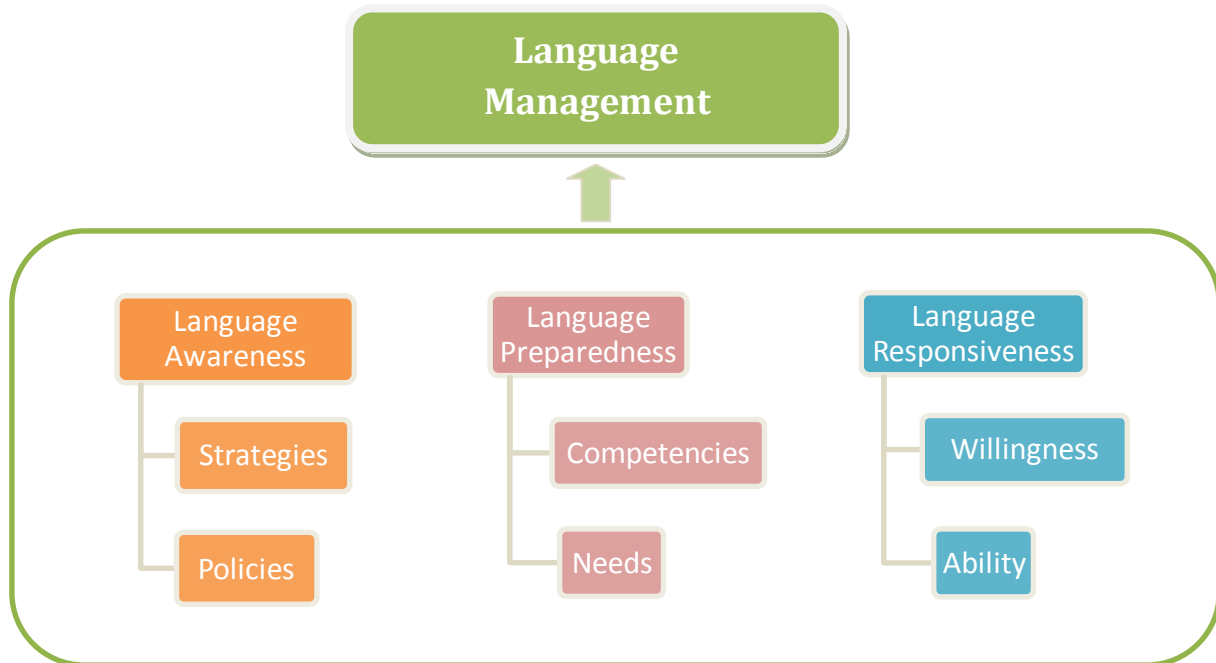 Language
Management
Language
Awareness
Strategies
Policies
Language
Preparedness
Competencies
Needs
Language
Responsiveness
Willingness
Ability